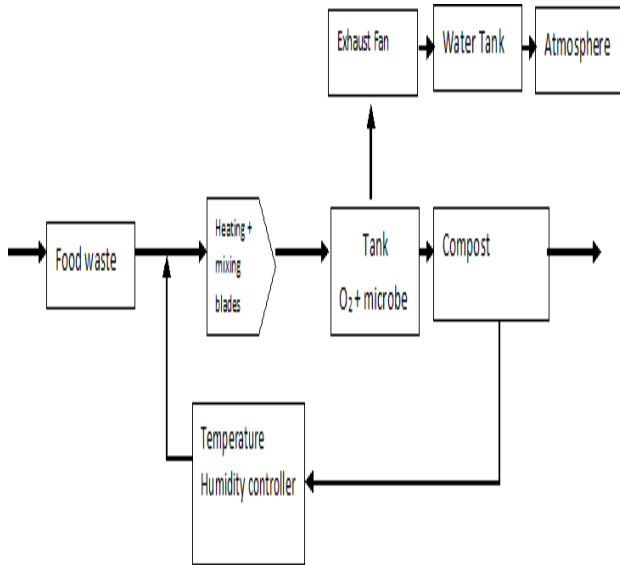 Exhaust Fan
Water Tank
Atmosphere
Food waste
Heating +
mixing
blades
Tank
O₂ + microbe
Compost
Temperature
Humidity controller